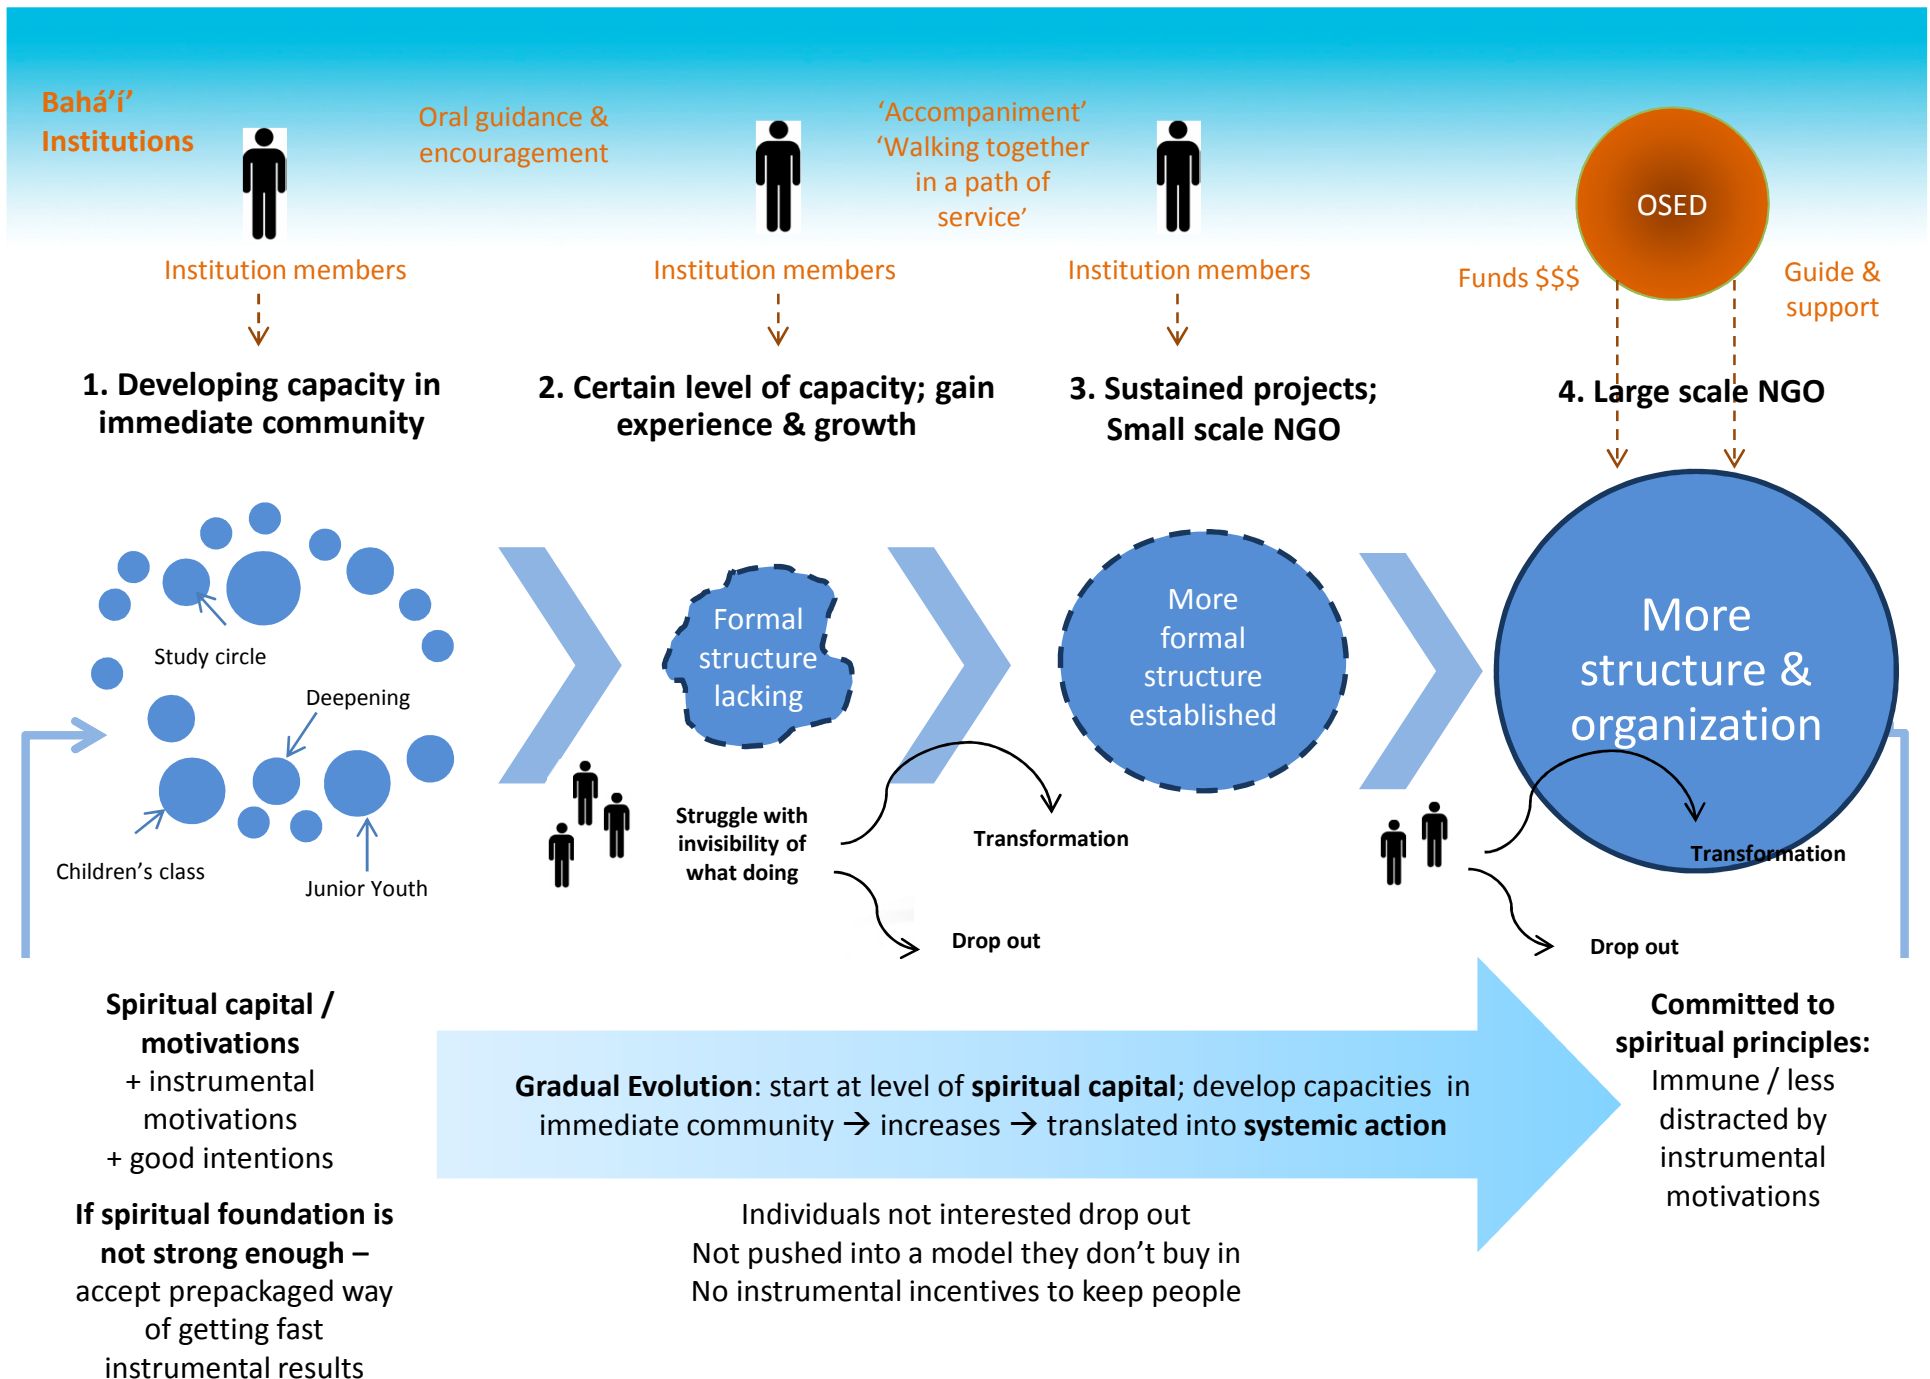 Bahá’í’
Institutions
Oral guidance &
encouragement
‘Accompaniment’
‘Walking together
in a path of
service’
OSED
Institution members
Institution members
Institution members
Funds $$$
Guide &
support
1. Developing capacity in
immediate community
2. Certain level of capacity; gain
experience & growth
3. Sustained projects;
Small scale NGO
4. Large scale NGO
Study circle
Deepening
Children’s class
Junior Youth
Formal
structure
lacking
More
formal
structure
established
More
structure &
organization
Struggle with
invisibility of
what doing
Transformation
Drop out
Transformation
Drop out
Spiritual capital /
motivations
+ instrumental
motivations
+ good intentions
If spiritual foundation is
not strong enough –
accept prepackaged way
of getting fast
instrumental results
Gradual Evolution: start at level of spiritual capital; develop capacities in
immediate community → increases → translated into systemic action
Individuals not interested drop out
Not pushed into a model they don’t buy in
No instrumental incentives to keep people
Committed to
spiritual principles:
Immune / less
distracted by
instrumental
motivations